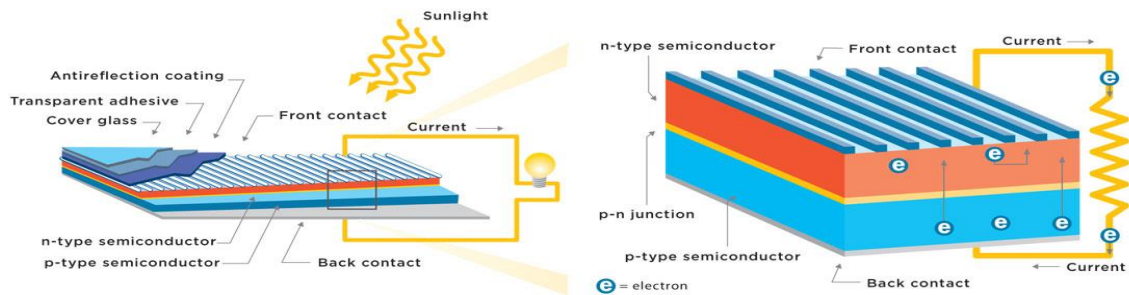 Sunlight
Antireflection coating
Transparent adhesive
Cover glass
Front contact
Current
n-type semiconductor
p-type semiconductor
Back contact
n-type semiconductor
Front contact
Current
e
e
e
p-n junction
e
e
e
e
p-type semiconductor
Current
Back contact
e = electron